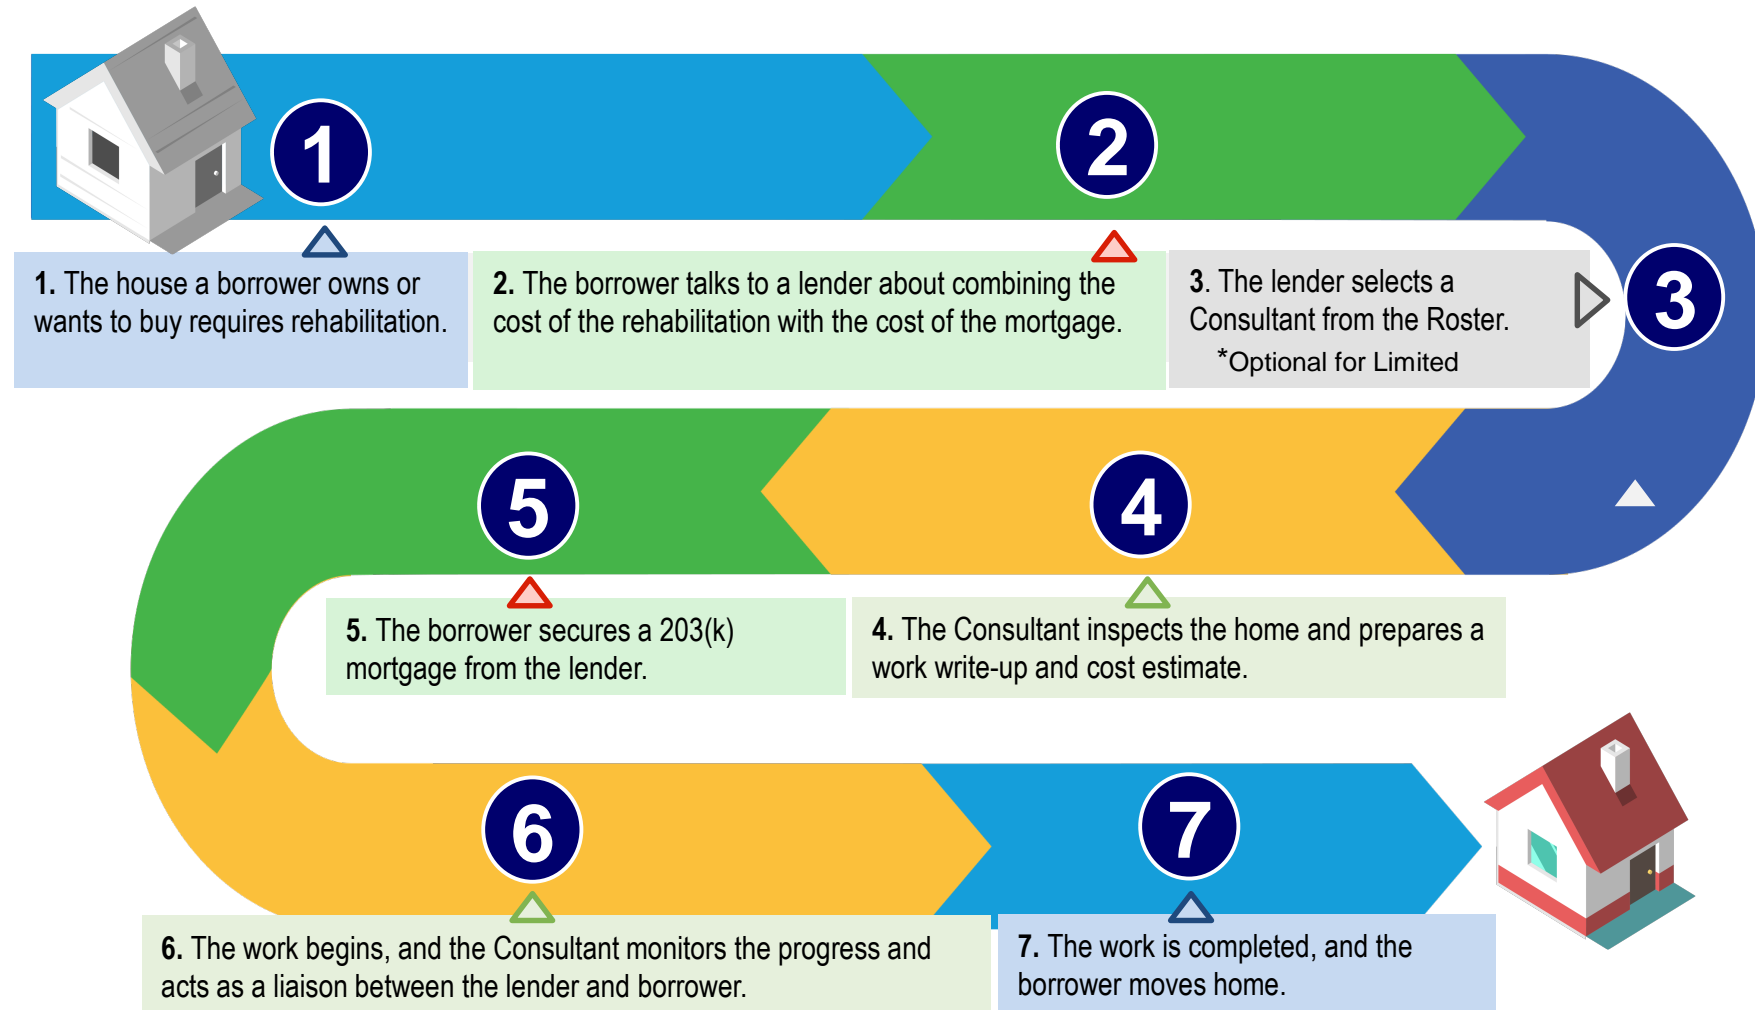 1
2
1. The house a borrower owns or
wants to buy requires rehabilitation.
2. The borrower talks to a lender about combining the
cost of the rehabilitation with the cost of the mortgage.
3. The lender selects a
Consultant from the Roster.
*Optional for Limited
3
4
4. The Consultant inspects the home and prepares a
work write-up and cost estimate.
5
5. The borrower secures a 203(k)
mortgage from the lender.
6
6. The work begins, and the Consultant monitors the progress and
acts as a liaison between the lender and borrower.
7
7. The work is completed, and the
borrower moves home.